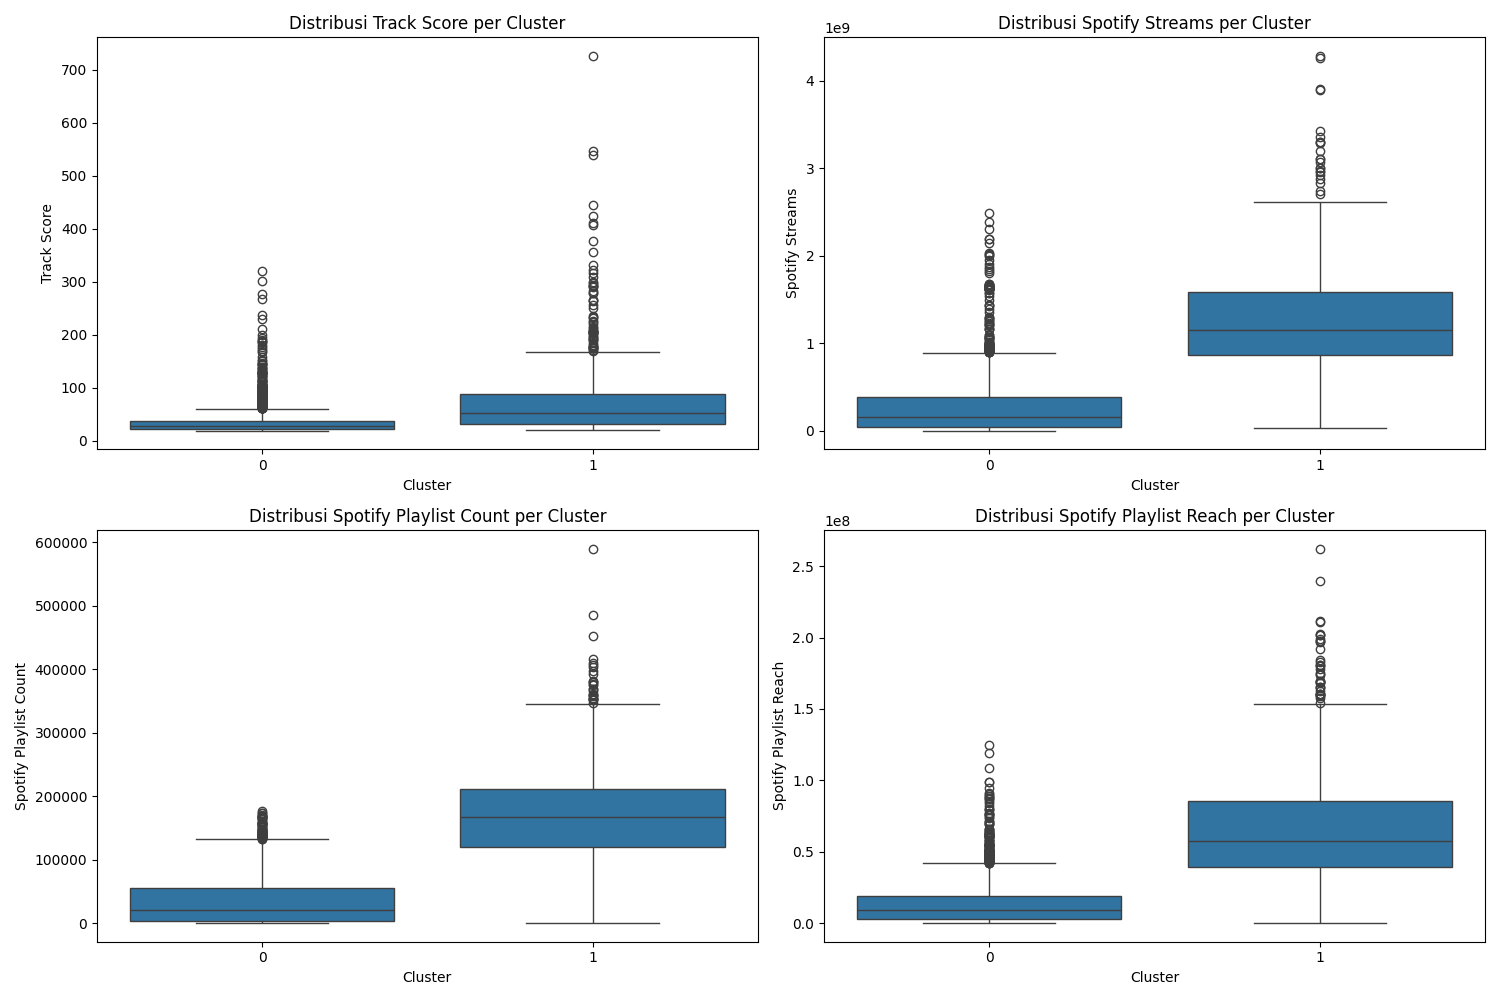 Distribusi Track Score per Cluster
Track Score
700
600
500
400
300
200
100
0
0 1
Cluster
Distribusi Spotify Streams per Cluster
1e9
Spotify Streams
4
3
2
1
0
0 1
Cluster
Distribusi Spotify Playlist Count per Cluster
Spotify Playlist Count
600000
500000
400000
300000
200000
100000
0
0 1
Cluster
Distribusi Spotify Playlist Reach per Cluster
1e8
Spotify Playlist Reach
2.5
2.0
1.5
1.0
0.5
0.0
0 1
Cluster